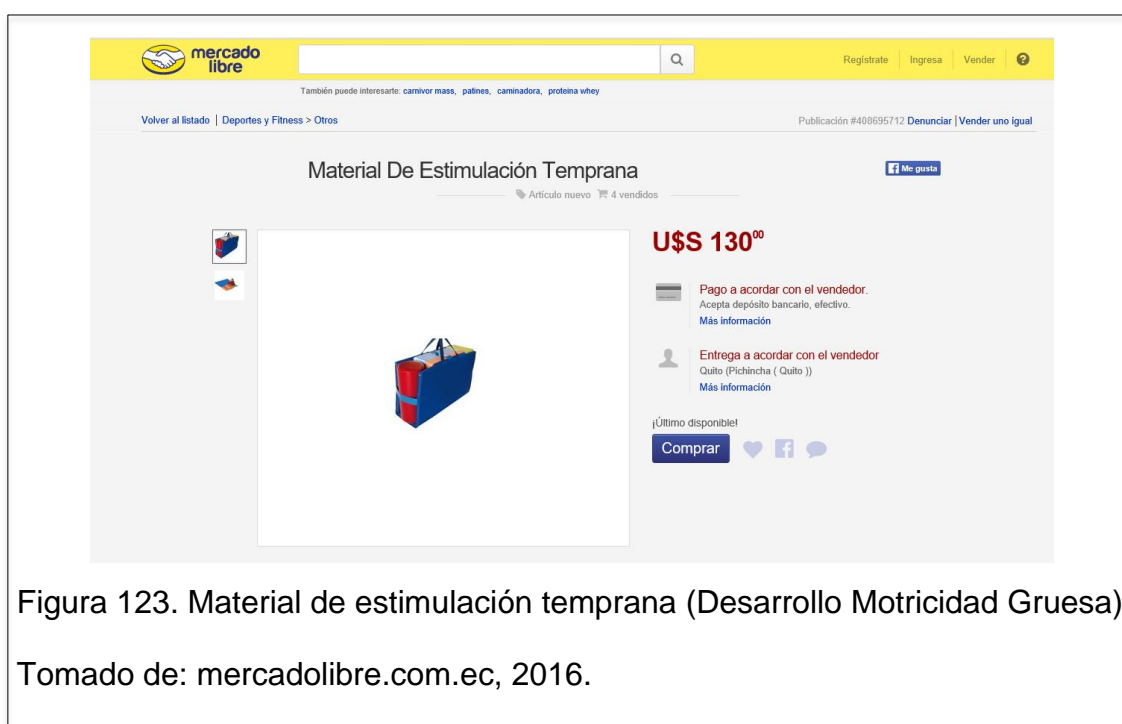 mercado
libre
Regístrate Ingresa Vender ?
También puede interesarte: carnivor mass, patines, caminadora, proteina whey
Volver al listado | Deportes y Fitness > Otros
Publicación #408695712 Denunciar | Vender uno igual
Material De Estimulación Temprana
Me gusta
Artículo nuevo 4 vendidos
U$S 130⁰⁰
Pago a acordar con el vendedor.
Acepta depósito bancario, efectivo.
Más información
Entrega a acordar con el vendedor
Quito (Pichincha ( Quito ))
Más información
¡Último disponible!
Comprar
Figura 123. Material de estimulación temprana (Desarrollo Motricidad Gruesa)
Tomado de: mercadolibre.com.ec, 2016.